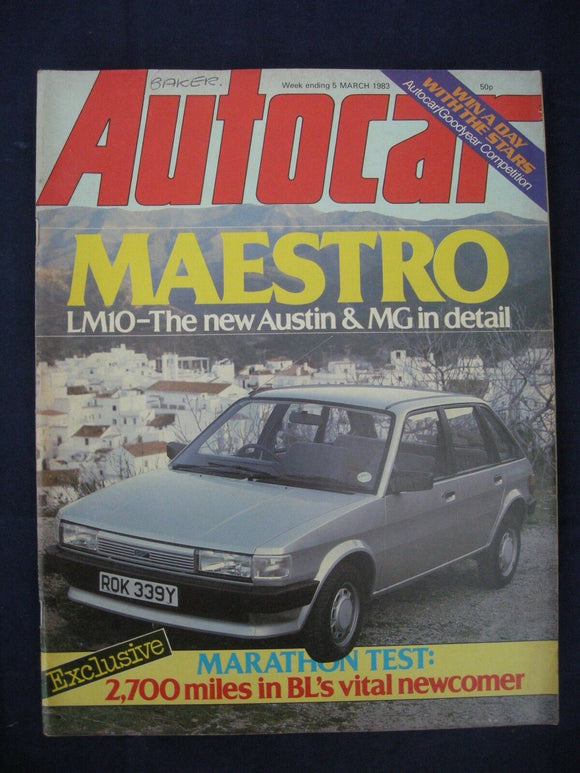 BAKER.
Week ending 5 MARCH 1983
50p
Autocar
WIN A DAY
WITH THE STARS
Autocar/Goodyear Competition
MAESTRO
LM10-The new Austin & MG in detail
ROK 339Y
Exclusive
MARATHON TEST:
2,700 miles in BL's vital newcomer